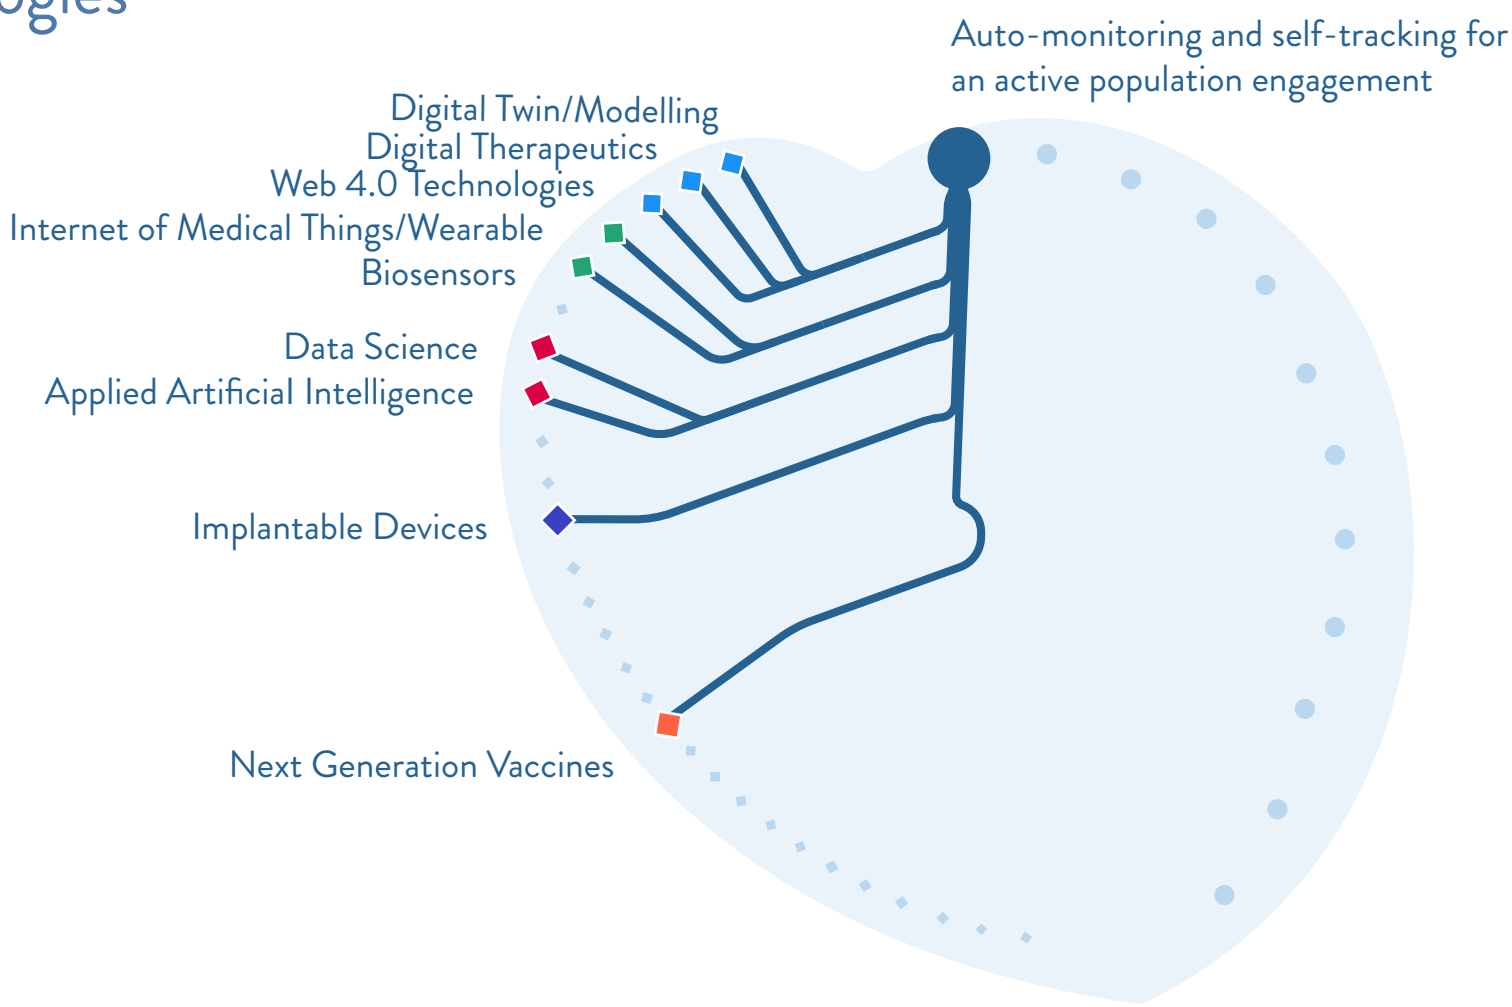 Auto-monitoring and self-tracking for
an active population engagement
Digital Twin/Modelling
Digital Therapeutics
Web 4.0 Technologies
Internet of Medical Things/Wearable
Biosensors
Data Science
Applied Artificial Intelligence
Implantable Devices
Next Generation Vaccines